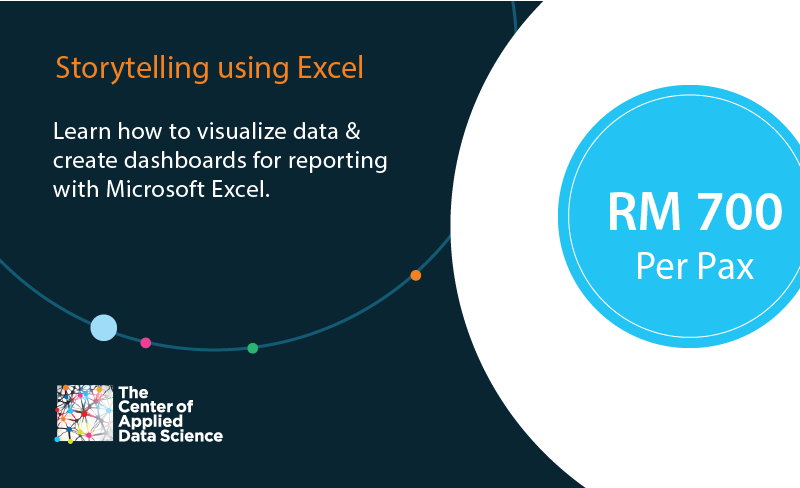 Storytelling using Excel
Learn how to visualize data &
create dashboards for reporting
with Microsoft Excel.
RM 700
Per Pax
The
Center of
Applied
Data Science